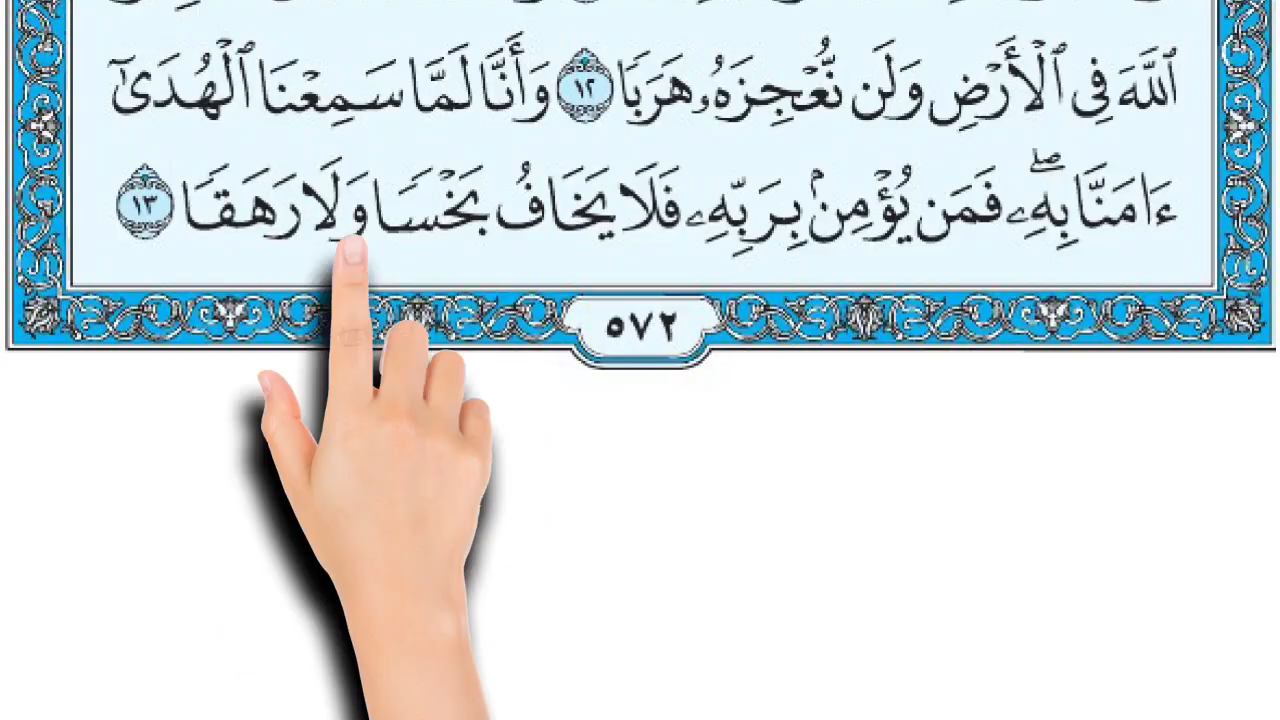 ٱللَّهَ فِى ٱلْأَرْضِ وَلَن نُّعْجِزَهُۥ هَرَبًا ١٢ وَأَنَّا لَمَّا سَمِعْنَا ٱلْهُدَىٰٓ
ءَامَنَّا بِهِۦ ۖ فَمَن يُؤْمِنۢ بِرَبِّهِۦ فَلَا يَخَافُ بَخْسًا وَلَا رَهَقًا ١٣
٥٧٢